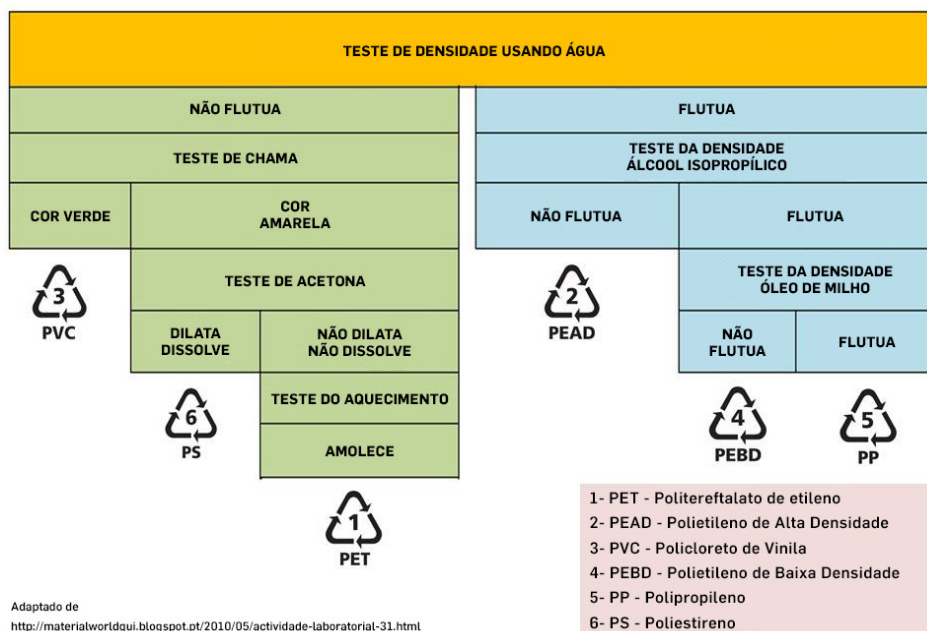 TESTE DE DENSIDADE USANDO ÁGUA
NÃO FLUTUA
FLUTUA
TESTE DE CHAMA
TESTE DA DENSIDADE
ÁLCOOL ISOPROPÍLICO
COR VERDE
COR
AMARELA
NÃO FLUTUA
FLUTUA
3
PVC
TESTE DE ACETONA
2
PEAD
TESTE DA DENSIDADE
ÓLEO DE MILHO
DILATA
DISSOLVE
NÃO DILATA
NÃO DISSOLVE
NÃO
FLUTUA
FLUTUA
6
PS
TESTE DO AQUECIMENTO
AMOLECE
4
PEBD
5
PP
1
PET
1- PET - Politereftalato de etileno
2- PEAD - Polietileno de Alta Densidade
3- PVC - Policloreto de Vinila
4- PEBD - Polietileno de Baixa Densidade
5- PP - Polipropileno
6- PS - Poliestireno
Adaptado de
http://materialworldqui.blogspot.pt/2010/05/actividade-laboratorial-31.html